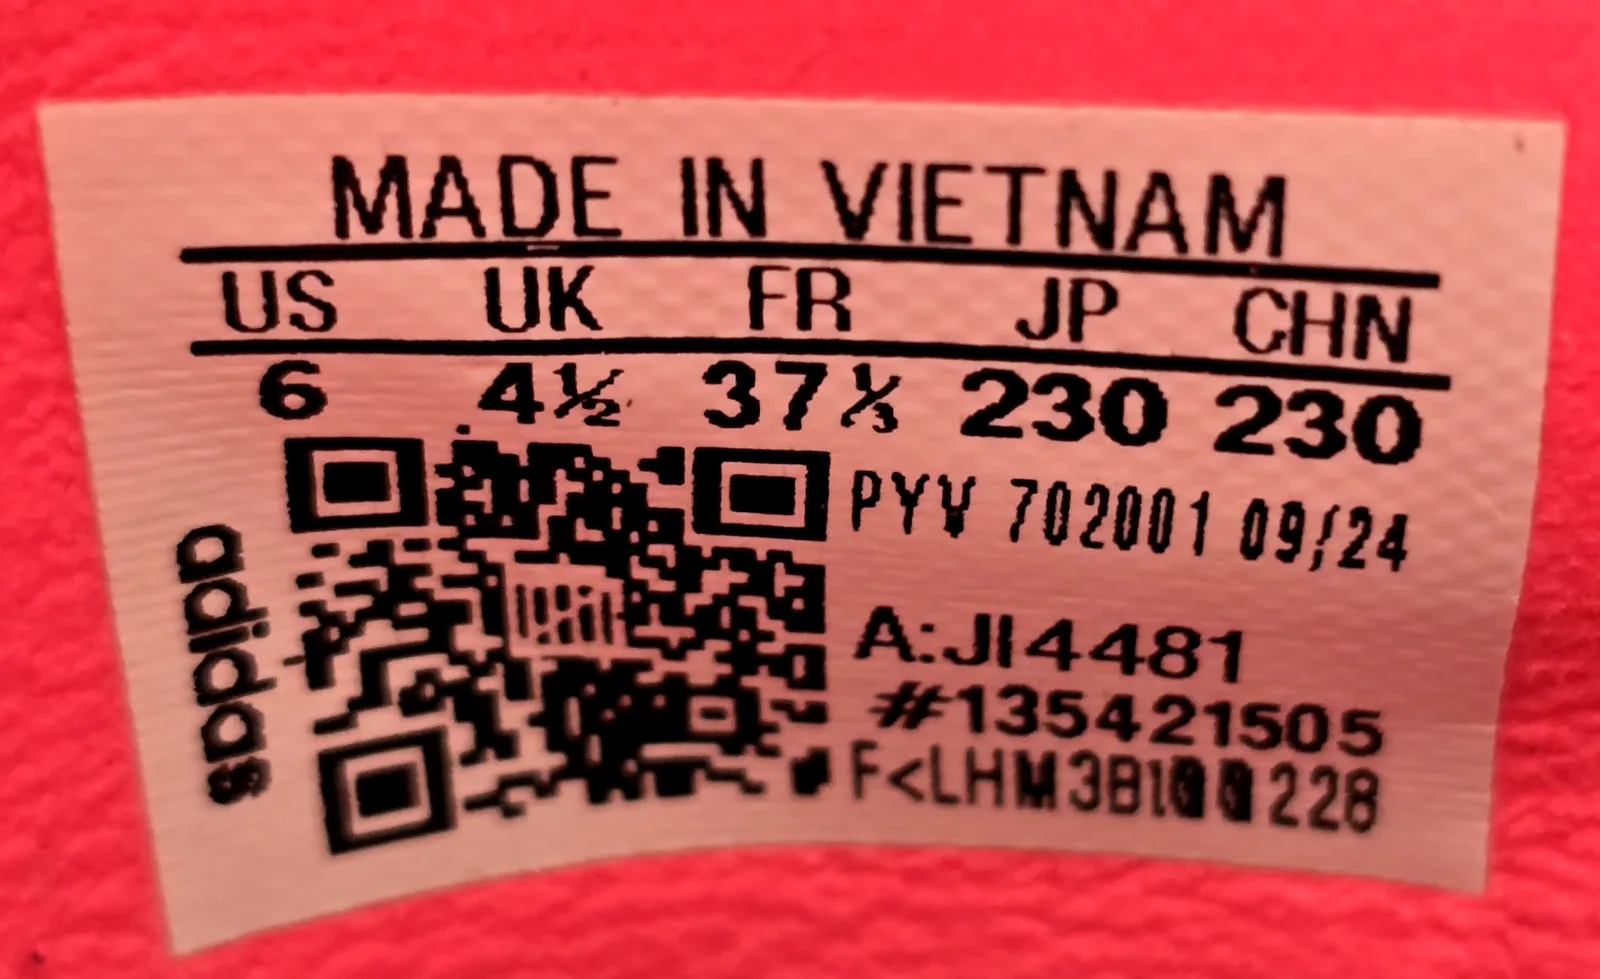 MADE IN VIETNAM
US UK FR JP CHN
6 4½ 37⅓ 230 230
PYV 702001 09/24
adidas
A:JI4481
#135421505